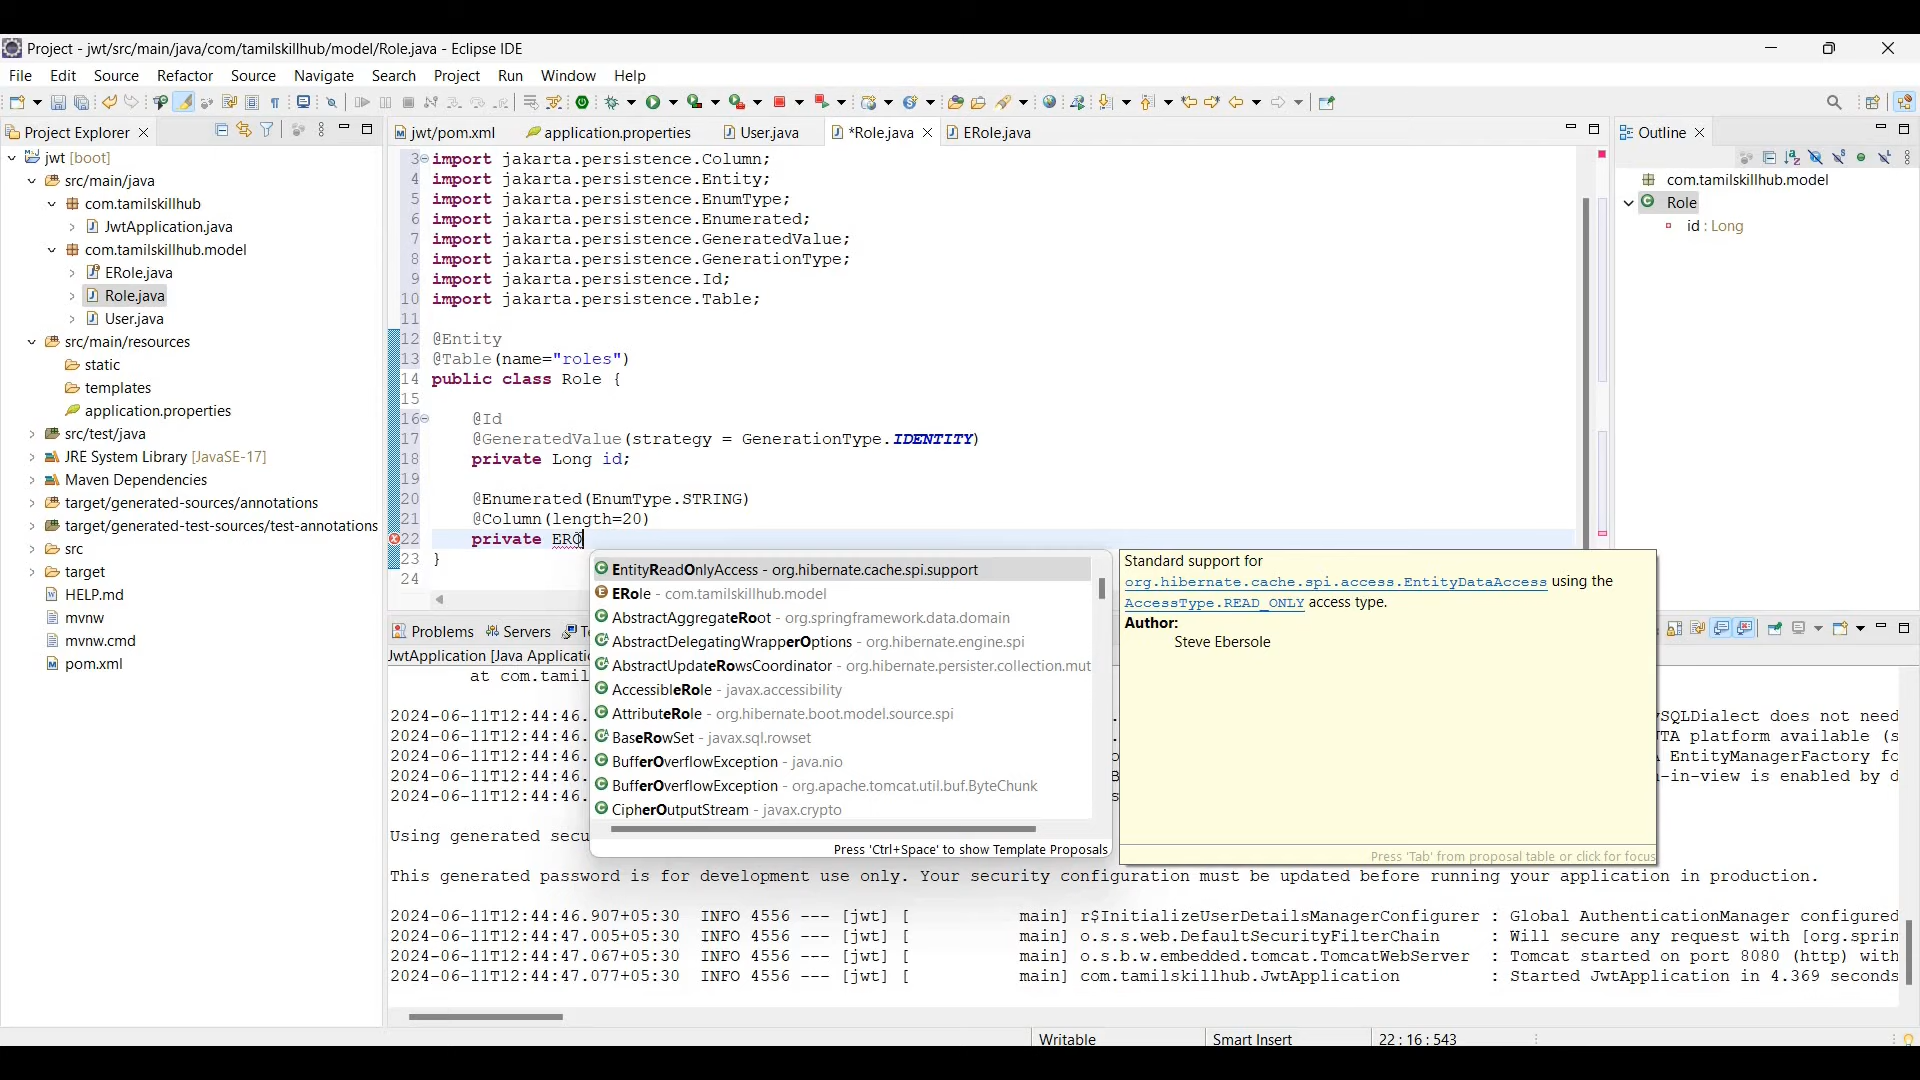 Project - jwt/src/main/java/com/tamilskillhub/model/Role.java - Eclipse IDE
File Edit Source Refactor Source Navigate Search Project Run Window Help
Project Explorer
jwt/pom.xml application.properties User.java *Role.java ERole.java
Outline
jwt [boot]
src/main/java
com.tamilskillhub
JwtApplication.java
com.tamilskillhub.model
ERole.java
Role.java
User.java
src/main/resources
static
templates
application.properties
src/test/java
JRE System Library [JavaSE-17]
Maven Dependencies
target/generated-sources/annotations
target/generated-test-sources/test-annotations
src
target
HELP.md
mvnw
mvnw.cmd
pom.xml
3 import jakarta.persistence.Column;
4 import jakarta.persistence.Entity;
5 import jakarta.persistence.EnumType;
6 import jakarta.persistence.Enumerated;
7 import jakarta.persistence.GeneratedValue;
8 import jakarta.persistence.GenerationType;
9 import jakarta.persistence.Id;
10 import jakarta.persistence.Table;
11
12 @Entity
13 @Table(name="roles")
14 public class Role {
15
16 @Id
17 @GeneratedValue(strategy = GenerationType.IDENTITY)
18 private Long id;
19
20 @Enumerated(EnumType.STRING)
21 @Column(length=20)
22 private ERO
23 }
24
com.tamilskillhub.model
Role
id : Long
EntityReadOnlyAccess - org.hibernate.cache.spi.support
ERole - com.tamilskillhub.model
AbstractAggregateRoot - org.springframework.data.domain
AbstractDelegatingWrapperOptions - org.hibernate.engine.spi
AbstractUpdateRowsCoordinator - org.hibernate.persister.collection.mut
AccessibleRole - javax.accessibility
AttributeRole - org.hibernate.boot.model.source.spi
BaseRowSet - javax.sql.rowset
BufferOverflowException - java.nio
BufferOverflowException - org.apache.tomcat.util.buf.ByteChunk
CipherOutputStream - javax.crypto
Press 'Ctrl+Space' to show Template Proposals
Standard support for
org.hibernate.cache.spi.access.EntityDataAccess using the
AccessType.READ_ONLY access type.
Author:
Steve Ebersole
Press 'Tab' from proposal table or click for focus
Problems Servers
JwtApplication [Java Applicati
at com.tamil
2024-06-11T12:44:46. SQLDialect does not need
2024-06-11T12:44:46. TA platform available (s
2024-06-11T12:44:46. EntityManagerFactory fo
2024-06-11T12:44:46. -in-view is enabled by d
2024-06-11T12:44:46.
Using generated secu
This generated password is for development use only. Your security configuration must be updated before running your application in production.
2024-06-11T12:44:46.907+05:30 INFO 4556 --- [jwt] [ main] r$InitializeUserDetailsManagerConfigurer : Global AuthenticationManager configured
2024-06-11T12:44:47.005+05:30 INFO 4556 --- [jwt] [ main] o.s.s.web.DefaultSecurityFilterChain : Will secure any request with [org.sprin
2024-06-11T12:44:47.067+05:30 INFO 4556 --- [jwt] [ main] o.s.b.w.embedded.tomcat.TomcatWebServer : Tomcat started on port 8080 (http) with
2024-06-11T12:44:47.077+05:30 INFO 4556 --- [jwt] [ main] com.tamilskillhub.JwtApplication : Started JwtApplication in 4.369 seconds
Writable Smart Insert 22 : 16 : 543